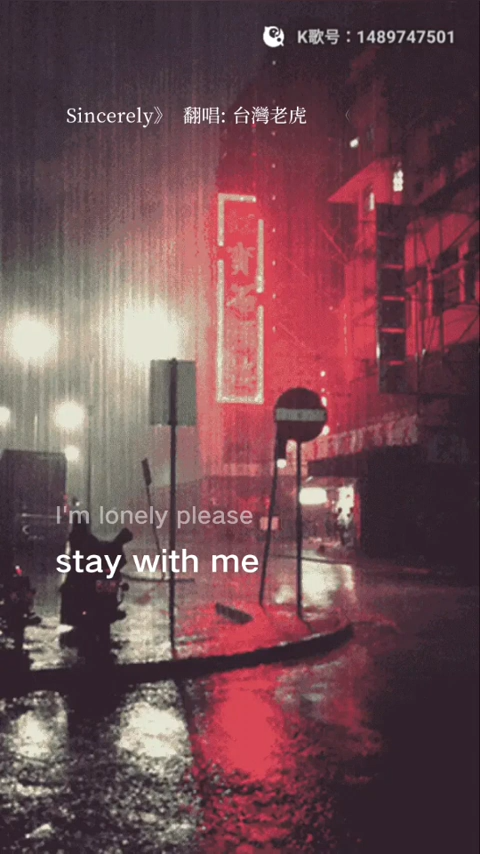 K歌号：1489747501
Sincerely》 翻唱: 台灣老虎 《
I'm lonely please
stay with me